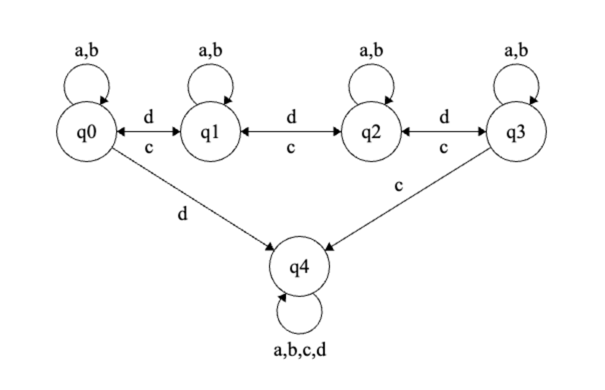 a,b a,b a,b a,b
q0 d q1 d q2 d q3
c c c
c
d
q4
a,b,c,d